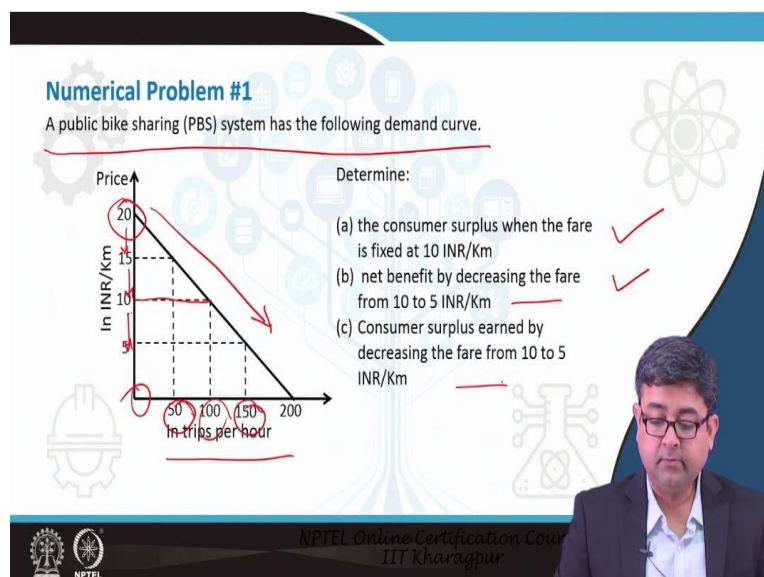 Numerical Problem #1
A public bike sharing (PBS) system has the following demand curve.
Price
20
15
10
5
In INR/Km
50 100 150 200
In trips per hour
Determine:
(a) the consumer surplus when the fare
is fixed at 10 INR/Km
(b) net benefit by decreasing the fare
from 10 to 5 INR/Km
(c) Consumer surplus earned by
decreasing the fare from 10 to 5
INR/Km
NPTEL Online Certification Cour
IIT Kharagpur
NPTEL